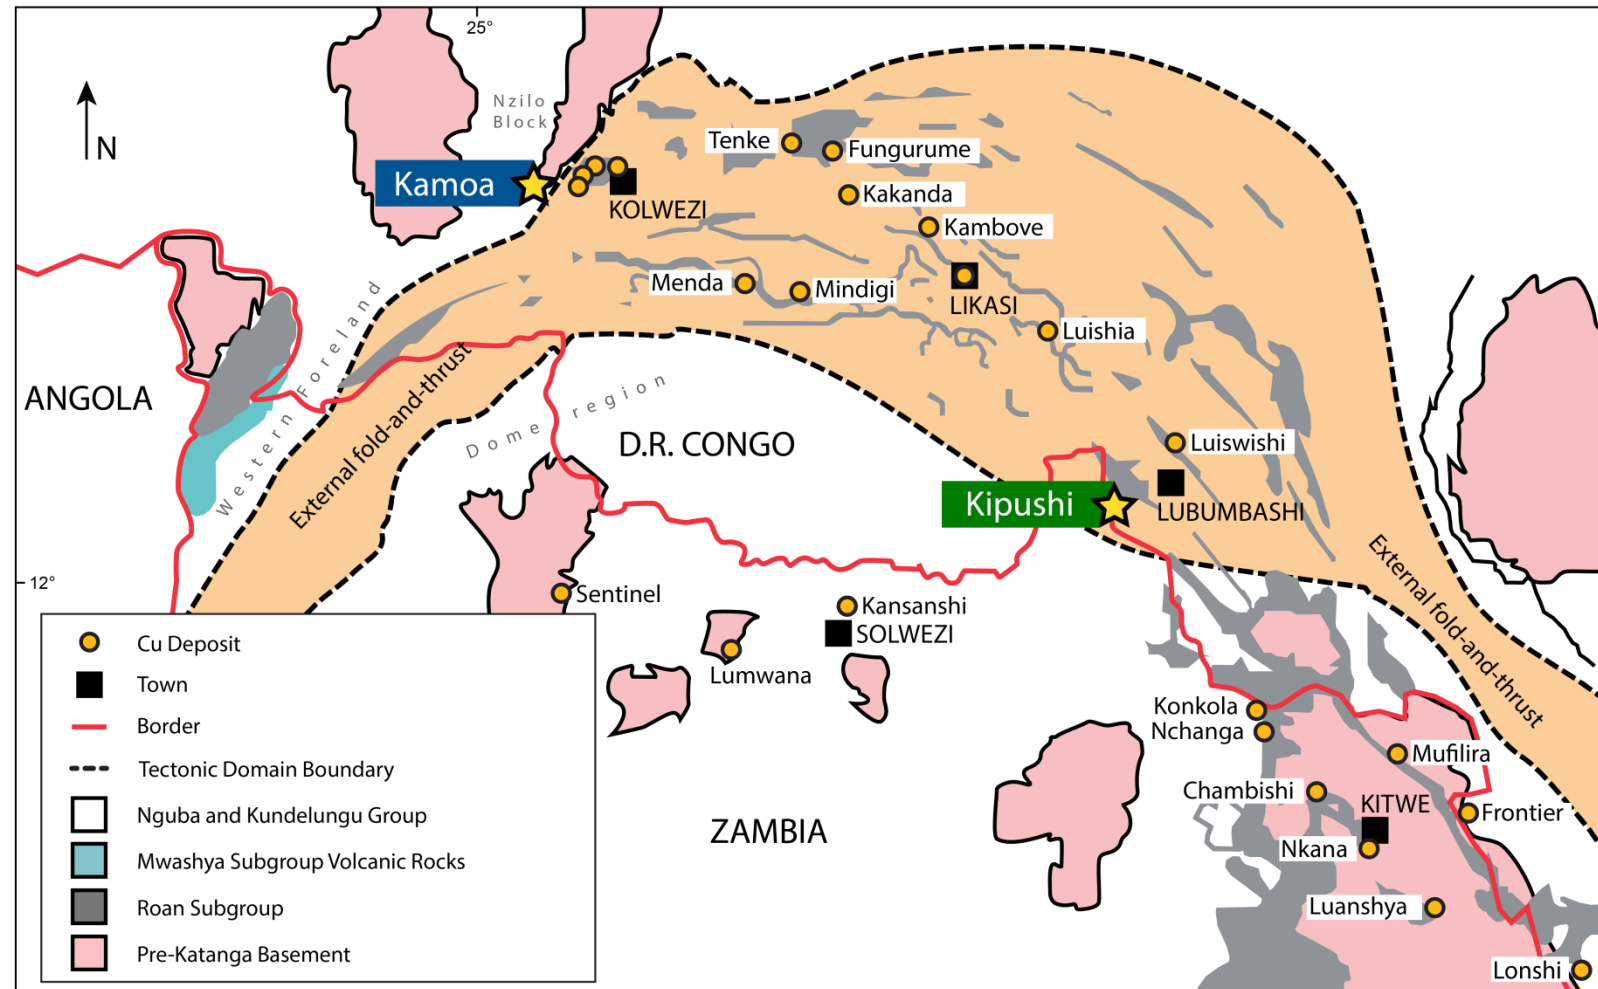 25°
Nzilo
Block
N
Tenke
Fungurume
Kamoa
Kakanda
KOLWEZI
Kambove
Menda
Mindigi
LIKASI
Luishia
Western Foreland
ANGOLA
External fold-and-thrust
Dome region
D.R. CONGO
Luiswishi
Kipushi
LUBUMBASHI
External fold-and-thrust
12°
Sentinel
Kansanshi
SOLWEZI
Lumwana
Konkola
Nchanga
Mufilira
Chambishi
KITWE
Frontier
ZAMBIA
Nkana
Luanshya
Lonshi
Cu Deposit
Town
Border
Tectonic Domain Boundary
Nguba and Kundelungu Group
Mwashya Subgroup Volcanic Rocks
Roan Subgroup
Pre-Katanga Basement